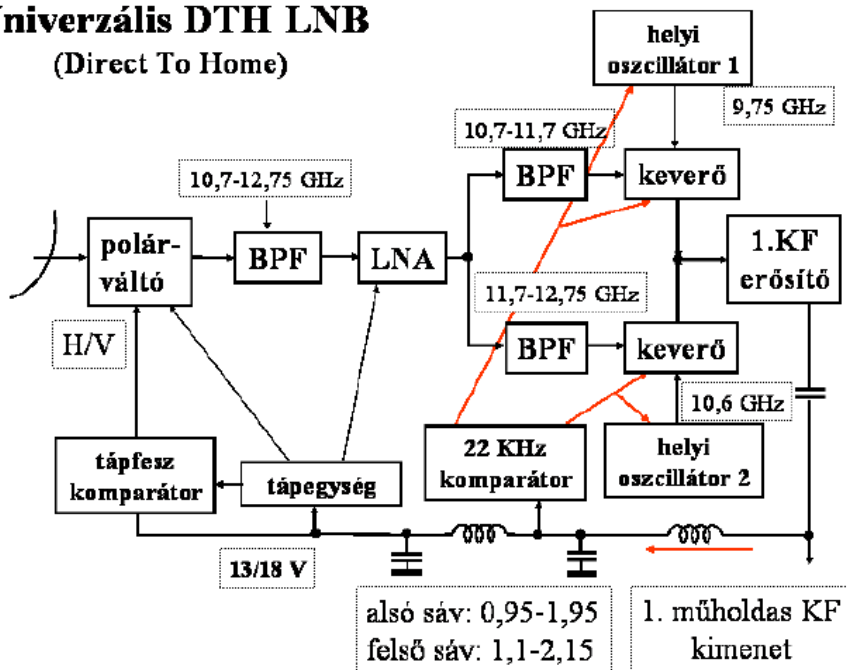 Univerzális DTH LNB
(Direct To Home)
helyi
oszcillátor 1
9,75 GHz
10,7-11,7 GHz
10,7-12,75 GHz
BPF
keverő
polár-
váltó
BPF
LNA
1.KF
erősítő
11,7-12,75 GHz
H/V
BPF
keverő
10,6 GHz
tápfesz
komparátor
tápegység
22 KHz
komparátor
helyi
oszcillátor 2
13/18 V
alsó sáv: 0,95-1,95
felső sáv: 1,1-2,15
1. műholdas KF
kimenet